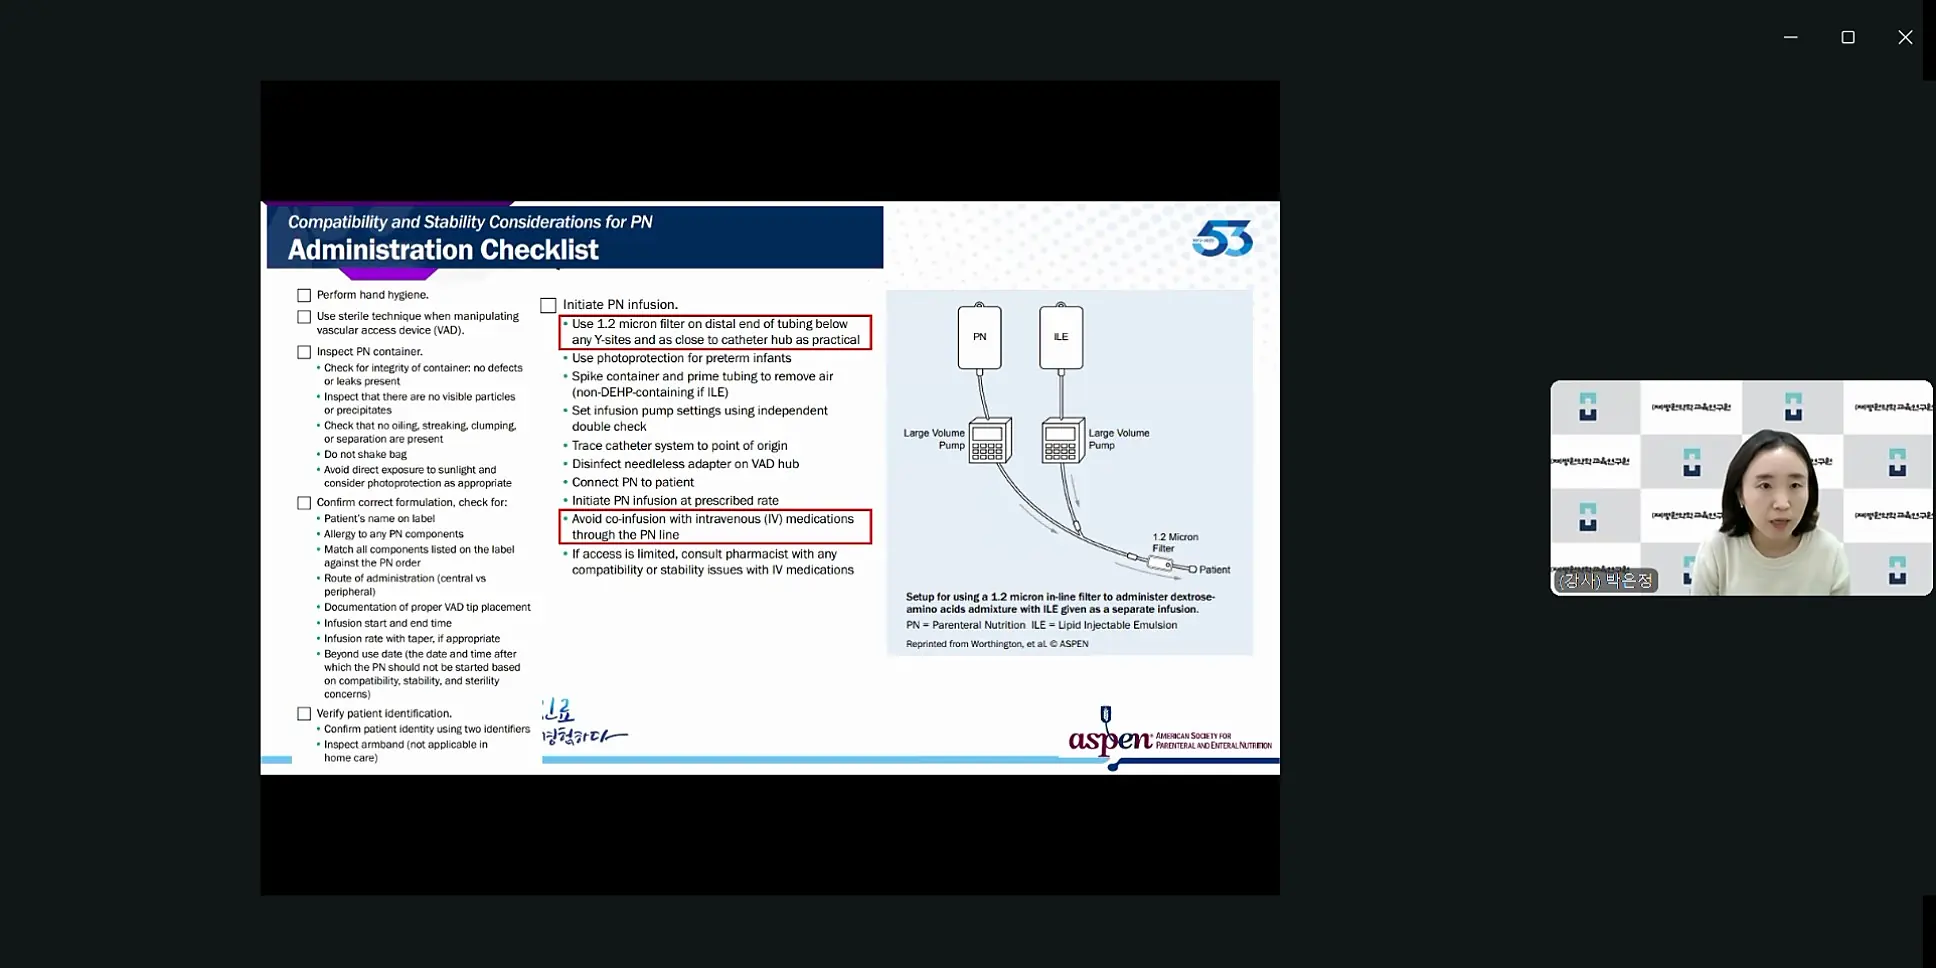 Compatibility and Stability Considerations for PN
Administration Checklist
53
Perform hand hygiene.
Use sterile technique when manipulating
vascular access device (VAD).
Inspect PN container.
• Check for integrity of container: no defects
or leaks present
• Inspect that there are no visible particles
or precipitates
• Check that no oiling, streaking, clumping,
or separation are present
• Do not shake bag
• Avoid direct exposure to sunlight and
consider photoprotection as appropriate
Confirm correct formulation, check for:
• Patient's name on label
• Allergy to any PN components
• Match all components listed on the label
against the PN order
• Route of administration (central vs
peripheral)
• Documentation of proper VAD tip placement
• Infusion start and end time
• Infusion rate with taper, if appropriate
• Beyond use date (the date and time after
which the PN should not be started based
on compatibility, stability, and sterility
concerns)
Verify patient identification.
• Confirm patient identity using two identifiers
• Inspect armband (not applicable in
home care)
Initiate PN infusion.
• Use 1.2 micron filter on distal end of tubing below
any Y-sites and as close to catheter hub as practical
• Use photoprotection for preterm infants
• Spike container and prime tubing to remove air
(non-DEHP-containing if ILE)
• Set infusion pump settings using independent
double check
• Trace catheter system to point of origin
• Disinfect needleless adapter on VAD hub
• Connect PN to patient
• Initiate PN infusion at prescribed rate
• Avoid co-infusion with intravenous (IV) medications
through the PN line
• If access is limited, consult pharmacist with any
compatibility or stability issues with IV medications
PN
ILE
Large Volume
Pump
Large Volume
Pump
1.2 Micron
Filter
Patient
Setup for using a 1.2 micron in-line filter to administer dextrose-
amino acids admixture with ILE given as a separate infusion.
PN = Parenteral Nutrition ILE = Lipid Injectable Emulsion
Reprinted from Worthington, et al. © ASPEN
aspen
AMERICAN SOCIETY FOR
PARENTERAL AND ENTERAL NUTRITION
(재)병원약학교육연구원
(강사) 박은정